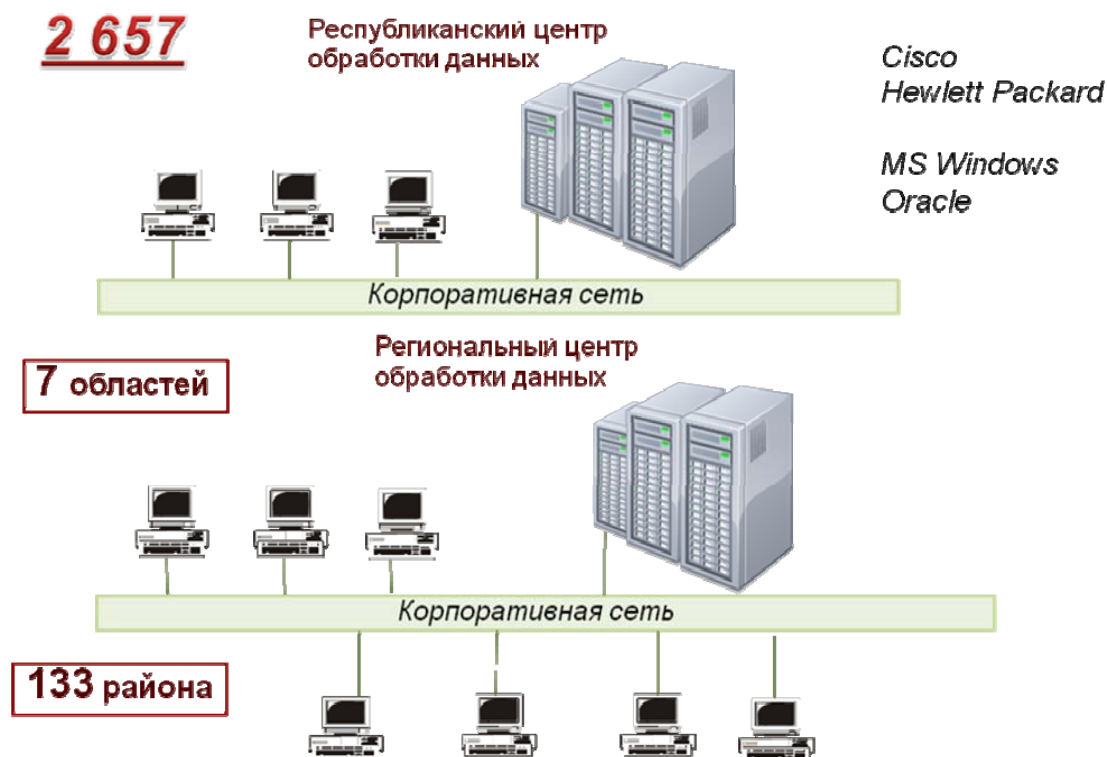 2 657
Республиканский центр
обработки данных
Cisco
Hewlett Packard
MS Windows
Oracle
Корпоративная сеть
Региональный центр
обработки данных
7 областей
Корпоративная сеть
133 района